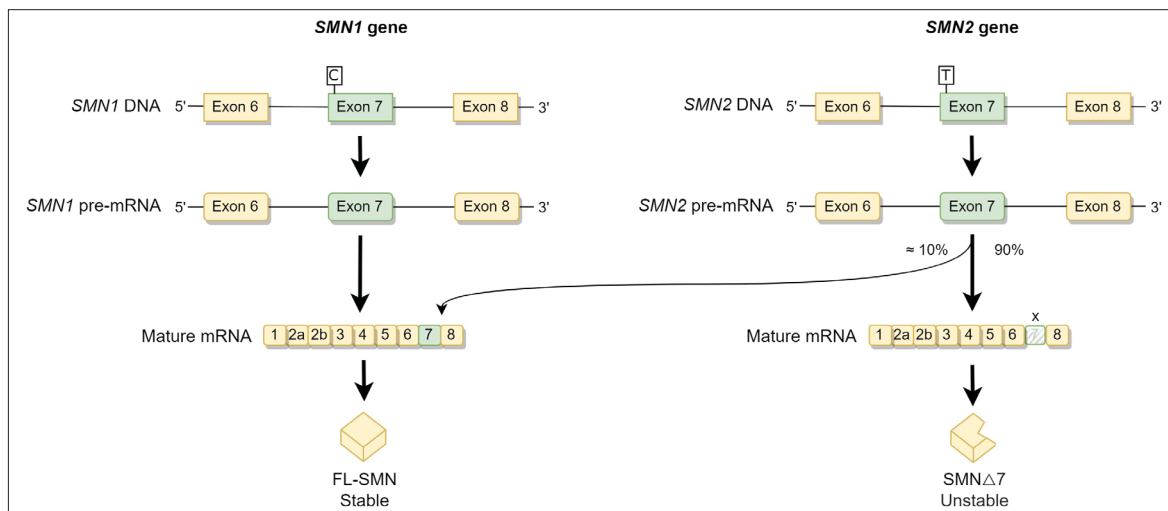 SMN1 gene
C
SMN1 DNA 5' Exon 6 Exon 7 Exon 8 3'
SMN1 pre-mRNA 5' Exon 6 Exon 7 Exon 8 3'
Mature mRNA 1 2a 2b 3 4 5 6 7 8
FL-SMN
Stable
SMN2 gene
T
SMN2 DNA 5' Exon 6 Exon 7 Exon 8 3'
SMN2 pre-mRNA 5' Exon 6 Exon 7 Exon 8 3'
≈ 10% 90%
x
Mature mRNA 1 2a 2b 3 4 5 6 7 8
SMN△7
Unstable